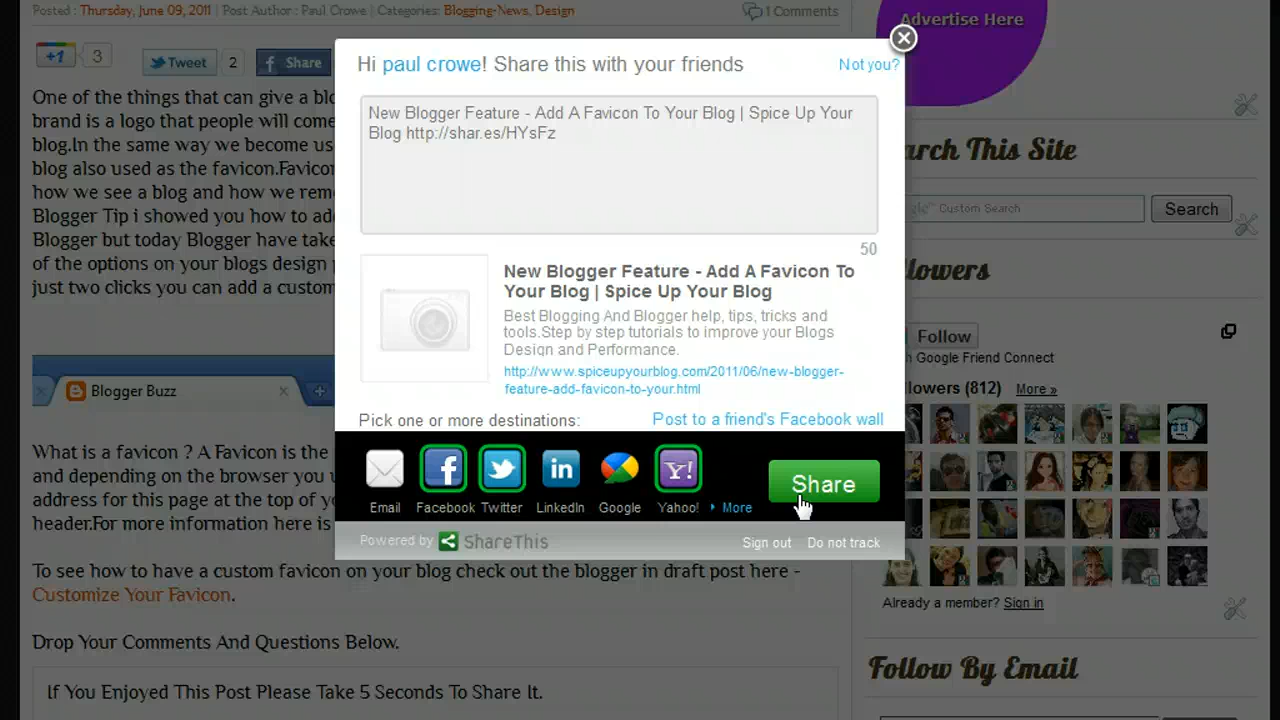 Posted : Thursday, June 09, 2011 | Post Author : Paul Crowe | Categories: Blogging-News, Design
1 Comments
+1 3 Tweet 2 Share
One of the things that can give a
brand is a logo that people will come
blog.In the same way we become
blog also used as the favicon.
how we see a blog and how we
Blogger Tip i showed you how to
Blogger but today Blogger have
of the options on your blogs design
just two clicks you can add a
Blogger Buzz
What is a favicon ? A Favicon is the
and depending on the browser you
address for this page at the top of
header.For more information here is
To see how to have a custom favicon on your blog check out the blogger in draft post here -
Customize Your Favicon.
Drop Your Comments And Questions Below.
If You Enjoyed This Post Please Take 5 Seconds To Share It.
Hi paul crowe! Share this with your friends
Not you?
New Blogger Feature - Add A Favicon To Your Blog | Spice Up Your
Blog http://shar.es/HYsFz
50
New Blogger Feature - Add A Favicon To
Your Blog | Spice Up Your Blog
Best Blogging And Blogger help, tips, tricks and
tools.Step by step tutorials to improve your Blogs
Design and Performance.
http://www.spiceupyourblog.com/2011/06/new-blogger-
feature-add-favicon-to-your.html
Pick one or more destinations:
Post to a friend's Facebook wall
Email Facebook Twitter LinkedIn Google Yahoo! More
Share
Powered by ShareThis
Sign out Do not track
Advertise Here
This Site
Custom Search
Search
Follow
Google Friend Connect
(812) More »
Already a member? Sign in
Follow By Email